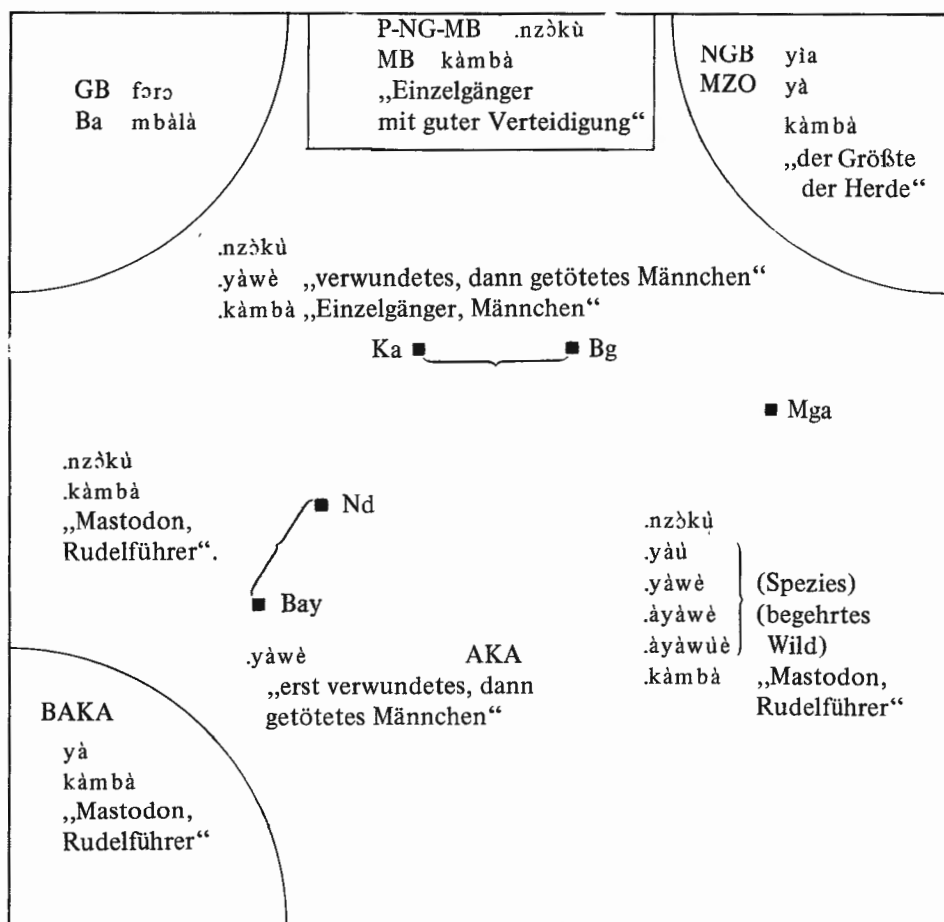 GB fɔrɔ
Ba mbàlà
P-NG-MB .nzɔ̀kù
MB kàmbà
„Einzelgänger
mit guter Verteidigung“
NGB yìa
MZO yà
kàmbà
„der Größte
der Herde“
.nzɔ̀kù
.yàwè „verwundetes, dann getötetes Männchen“
.kàmbà „Einzelgänger, Männchen“
Ka Bg
Mga
.nzɔ̀kù
.kàmbà
„Mastodon,
Rudelführer“.
Nd
Bay
.yàwè AKA
„erst verwundetes, dann
getötetes Männchen“
.nzɔ̀kù
.yàù
.yàwè (Spezies)
.àyàwè (begehrtes
.àyàwùè Wild)
.kàmbà „Mastodon,
Rudelführer“
BAKA
yà
kàmbà
„Mastodon,
Rudelführer“